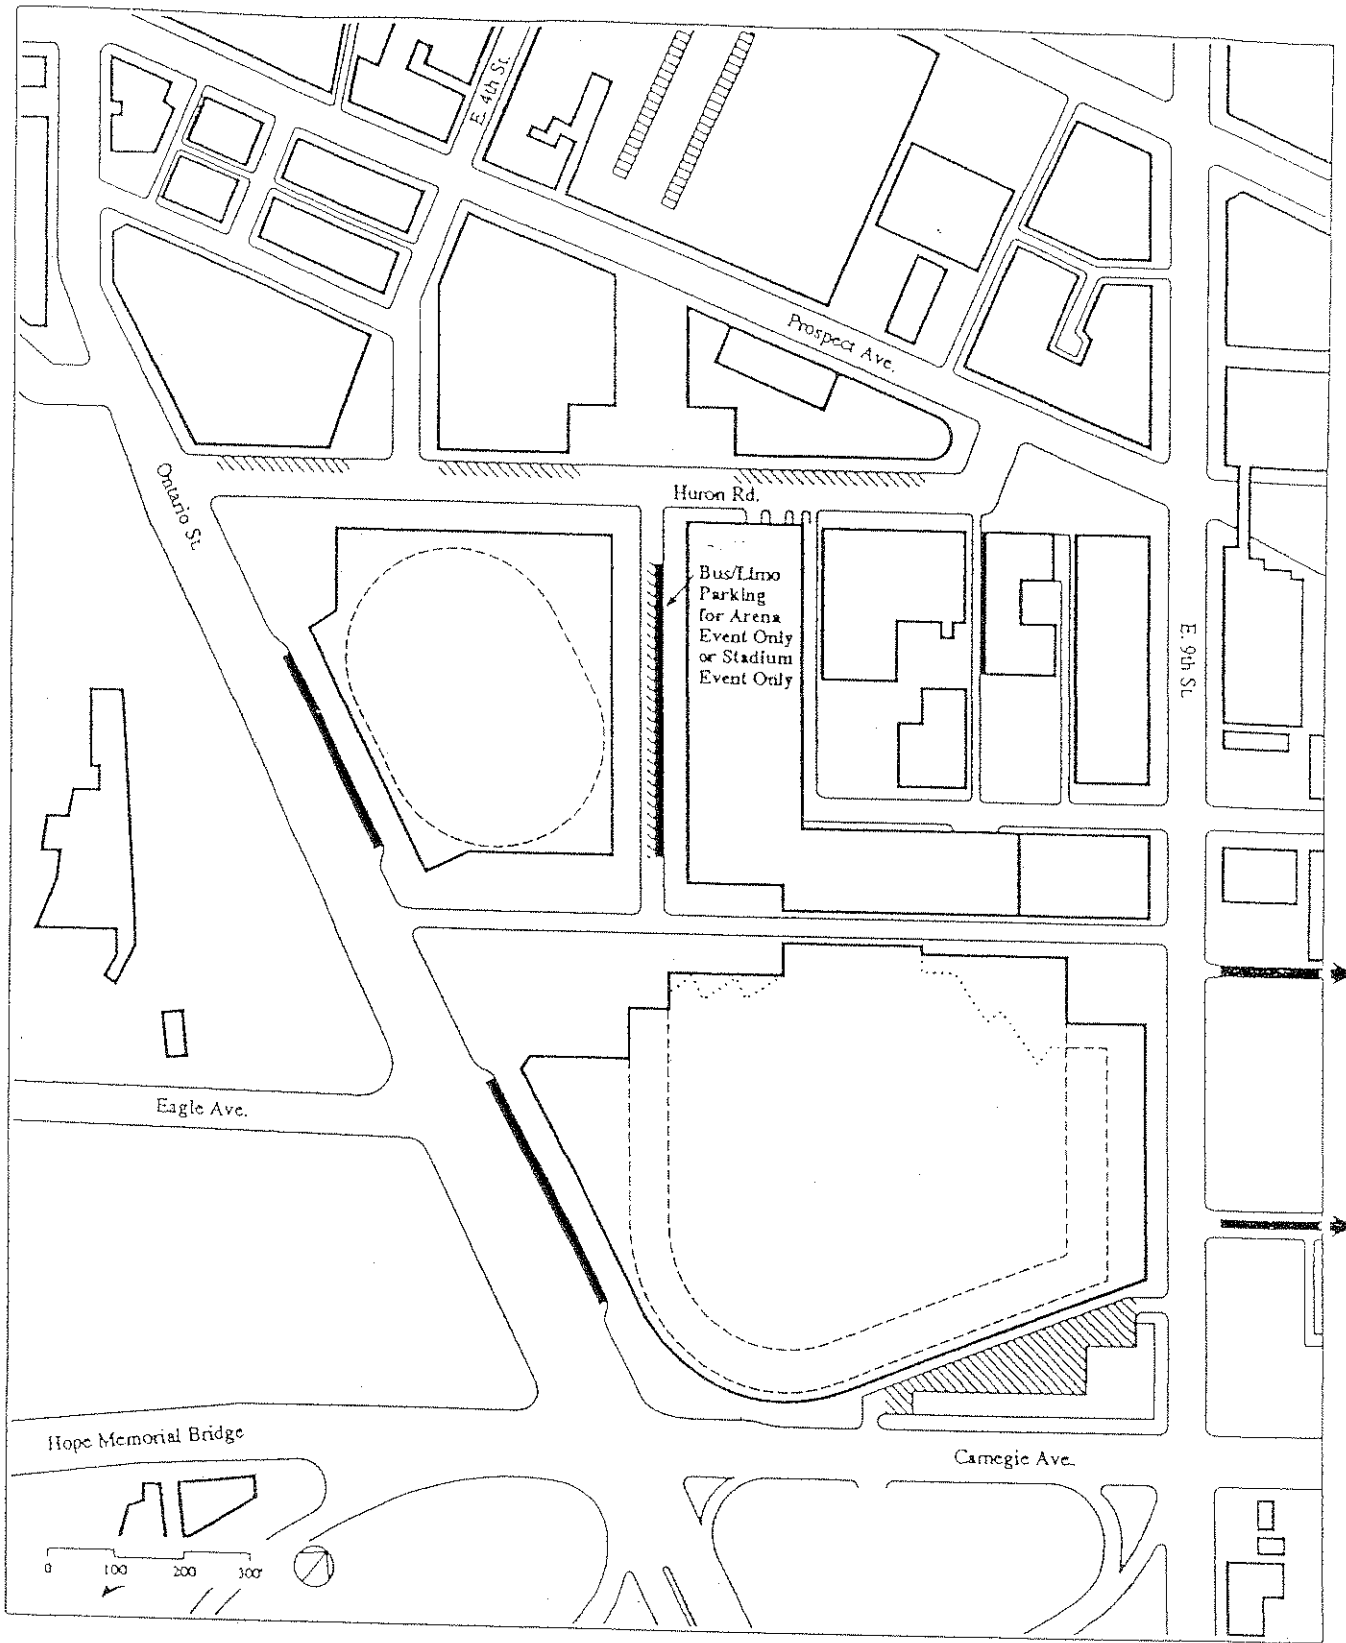 E. 4th St.
Prospect Ave.
Ontario St.
Huron Rd.
Bus/Limo
Parking
for Arena
Event Only
or Stadium
Event Only
E. 9th St.
Eagle Ave.
Hope Memorial Bridge
Carnegie Ave.
0 100 200 300'